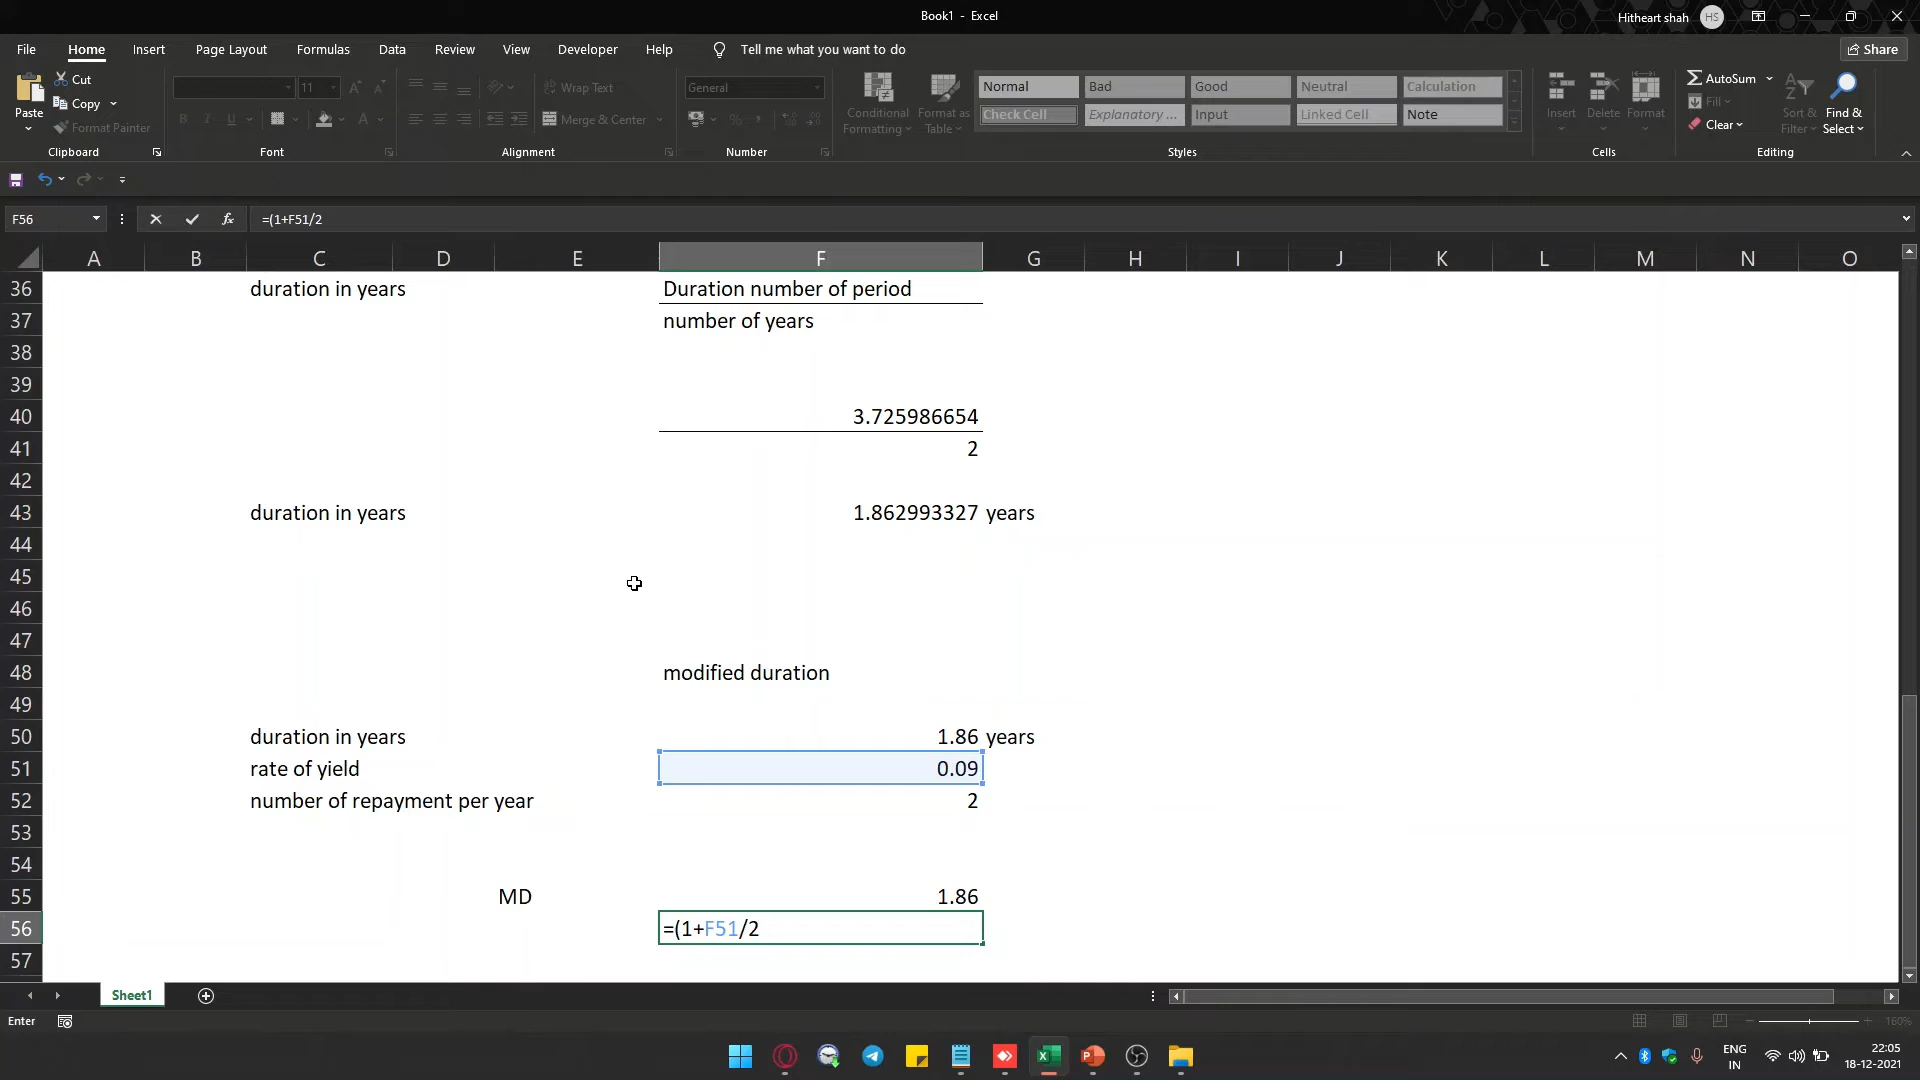 Book1 - Excel
Hitheart shah
HS
File Home Insert Page Layout Formulas Data Review View Developer Help Tell me what you want to do
Share
Paste
Cut
Copy
Format Painter
Clipboard
11
Font
Wrap Text
Merge & Center
Alignment
General
Number
Conditional Formatting
Format as Table
Normal Bad Good Neutral Calculation
Check Cell Explanatory ... Input Linked Cell Note
Styles
Insert Delete Format
Cells
AutoSum
Fill
Clear
Sort & Filter
Find & Select
Editing
F56
fx
=(1+F51/2
A B C D E F G H I J K L M N O
36 duration in years Duration number of period
37 number of years
38
39
40 3.725986654
41 2
42
43 duration in years 1.862993327 years
44
45
46
47
48 modified duration
49
50 duration in years 1.86 years
51 rate of yield 0.09
52 number of repayment per year 2
53
54
55 MD 1.86
56 =(1+F51/2
57
Sheet1
Enter
160%
ENG
IN
22:05
18-12-2021